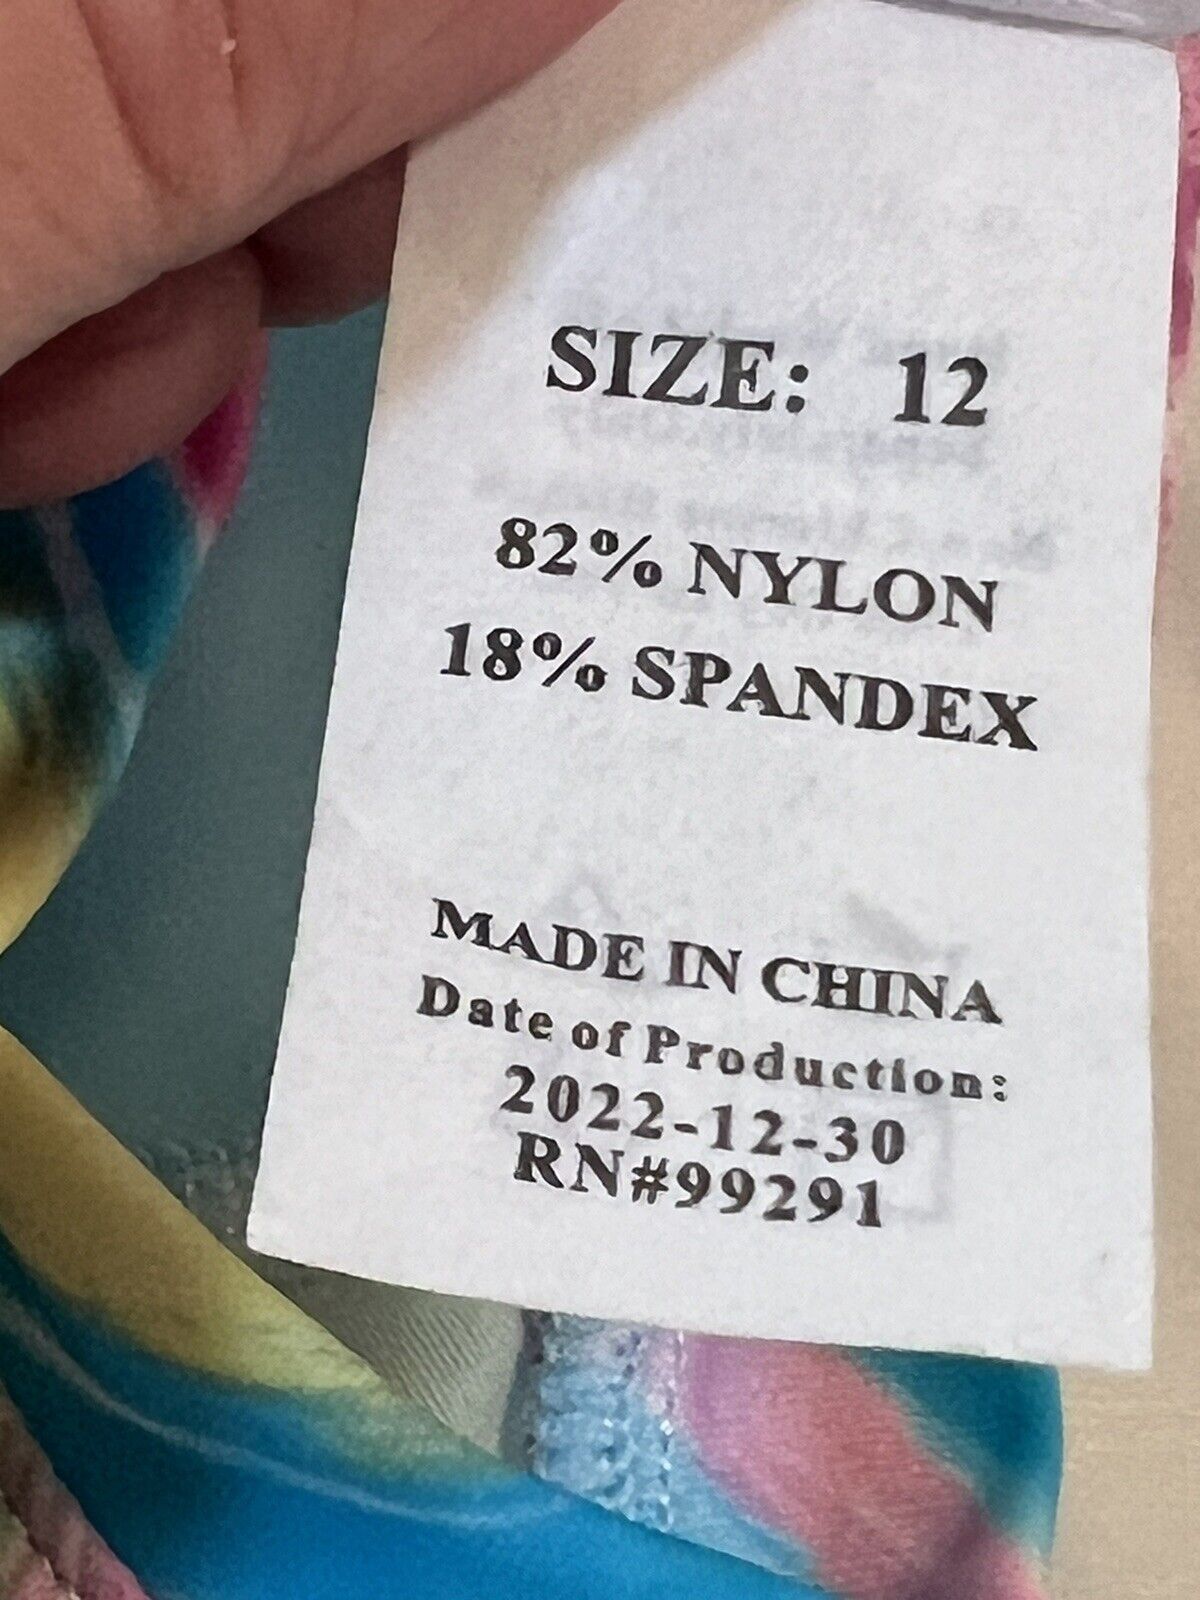 SIZE: 12
82% NYLON
18% SPANDEX
MADE IN CHINA
Date of Production:
2022-12-30
RN#99291